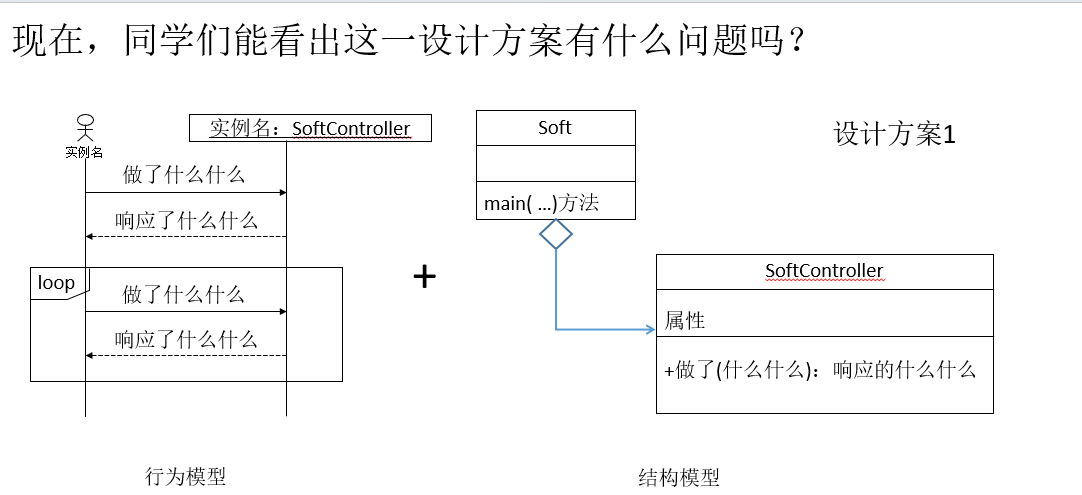 现在，同学们能看出这一设计方案有什么问题吗？
实例名
实例名：SoftController
做了什么什么
响应了什么什么
loop
做了什么什么
响应了什么什么
行为模型
+
Soft
main( …)方法
设计方案1
SoftController
属性
+做了(什么什么)：响应的什么什么
结构模型